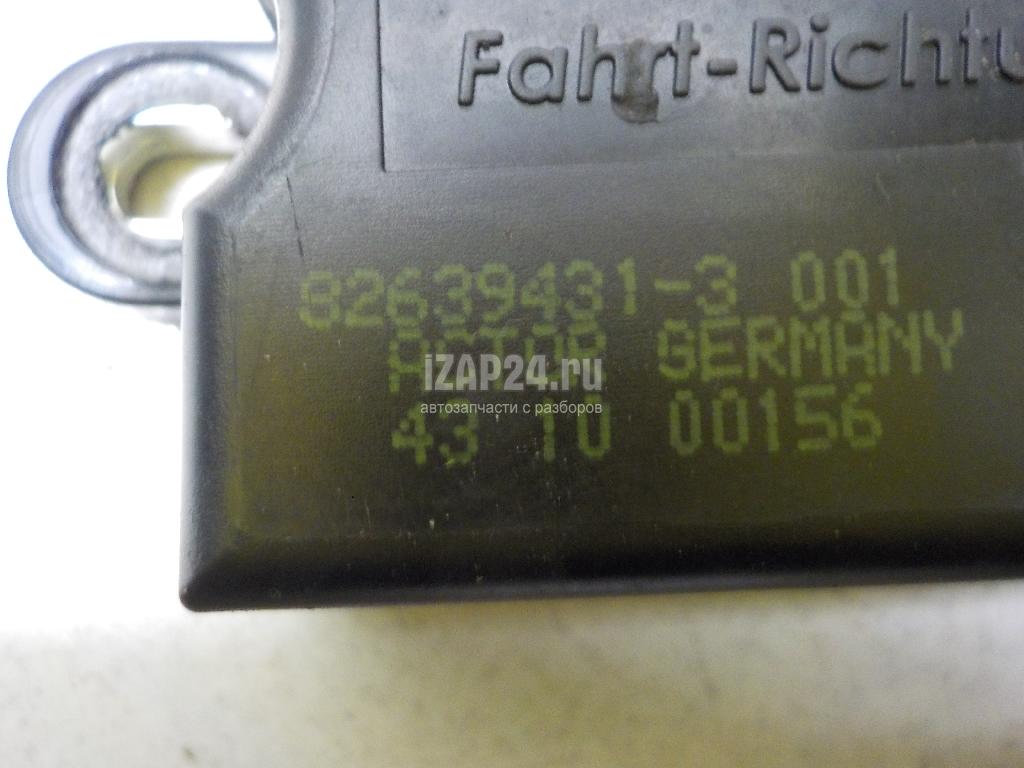 Fahrt-Richtu
82639431-3 001
GERMANY
iZAP24.ru
автозапчасти с разборов
43 10 00156